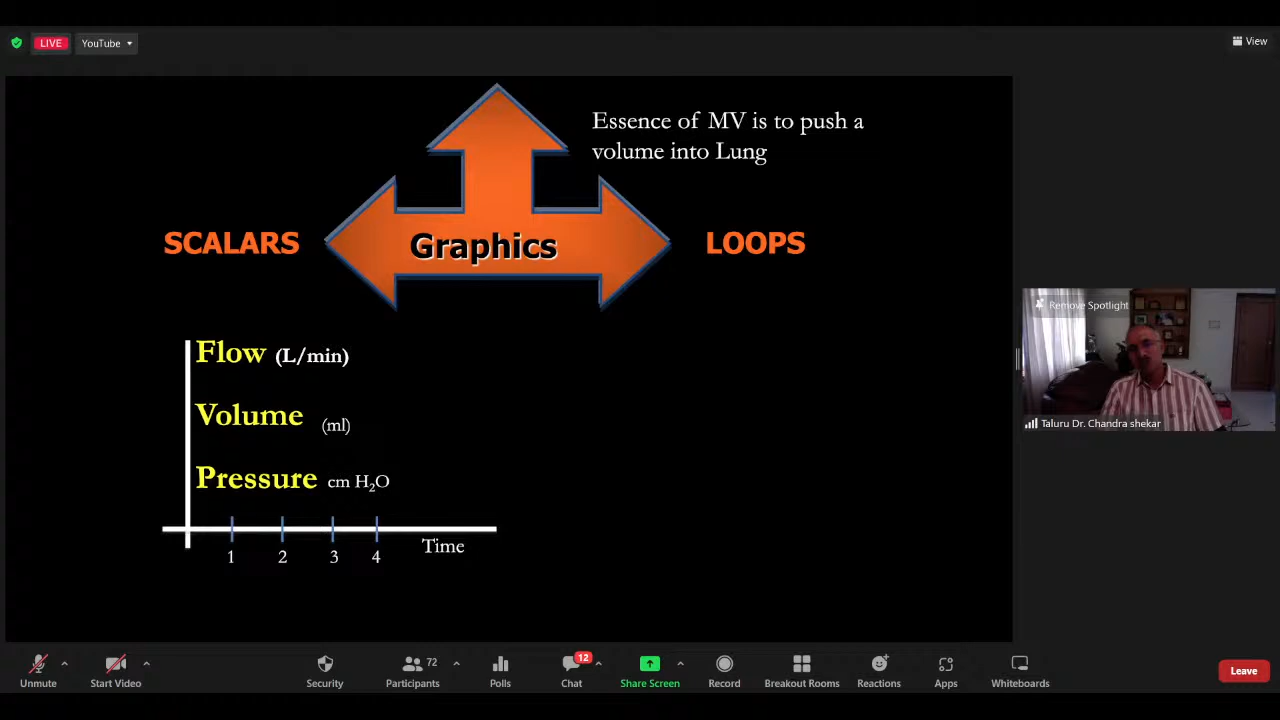 LIVE
YouTube
View
Essence of MV is to push a
volume into Lung
SCALARS
Graphics
LOOPS
Remove Spotlight
Flow (L/min)
Volume (ml)
Pressure cm H₂O
Taluru Dr. Chandra shekar
1 2 3 4 Time
Unmute
Start Video
Security
Participants 72
Polls
Chat 12
Share Screen
Record
Breakout Rooms
Reactions
Apps
Whiteboards
Leave